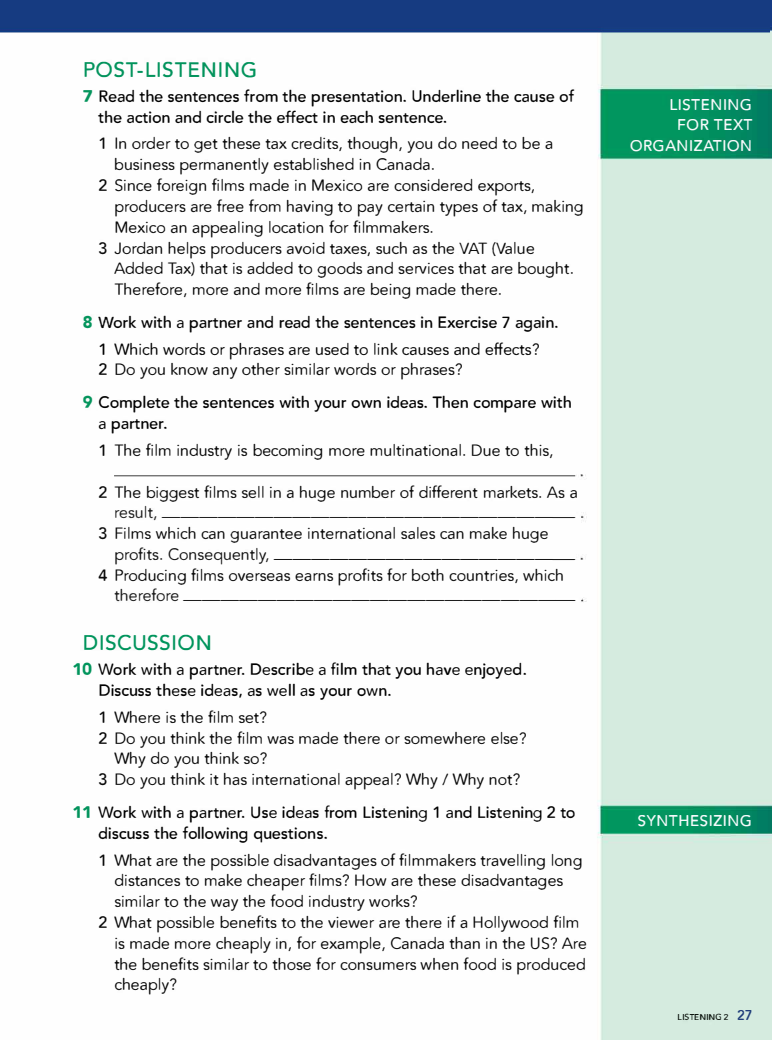 POST-LISTENING
7 Read the sentences from the presentation. Underline the cause of
the action and circle the effect in each sentence.
LISTENING
FOR TEXT
ORGANIZATION
1 In order to get these tax credits, though, you do need to be a
business permanently established in Canada.
2 Since foreign films made in Mexico are considered exports,
producers are free from having to pay certain types of tax, making
Mexico an appealing location for filmmakers.
3 Jordan helps producers avoid taxes, such as the VAT (Value
Added Tax) that is added to goods and services that are bought.
Therefore, more and more films are being made there.
8 Work with a partner and read the sentences in Exercise 7 again.
1 Which words or phrases are used to link causes and effects?
2 Do you know any other similar words or phrases?
9 Complete the sentences with your own ideas. Then compare with
a partner.
1 The film industry is becoming more multinational. Due to this,
______________________________ .
2 The biggest films sell in a huge number of different markets. As a
result, ______________________________ .
3 Films which can guarantee international sales can make huge
profits. Consequently, ______________________________ .
4 Producing films overseas earns profits for both countries, which
therefore ______________________________ .
DISCUSSION
10 Work with a partner. Describe a film that you have enjoyed.
Discuss these ideas, as well as your own.
1 Where is the film set?
2 Do you think the film was made there or somewhere else?
Why do you think so?
3 Do you think it has international appeal? Why / Why not?
11 Work with a partner. Use ideas from Listening 1 and Listening 2 to
discuss the following questions.
SYNTHESIZING
1 What are the possible disadvantages of filmmakers travelling long
distances to make cheaper films? How are these disadvantages
similar to the way the food industry works?
2 What possible benefits to the viewer are there if a Hollywood film
is made more cheaply in, for example, Canada than in the US? Are
the benefits similar to those for consumers when food is produced
cheaply?
LISTENING 2 27